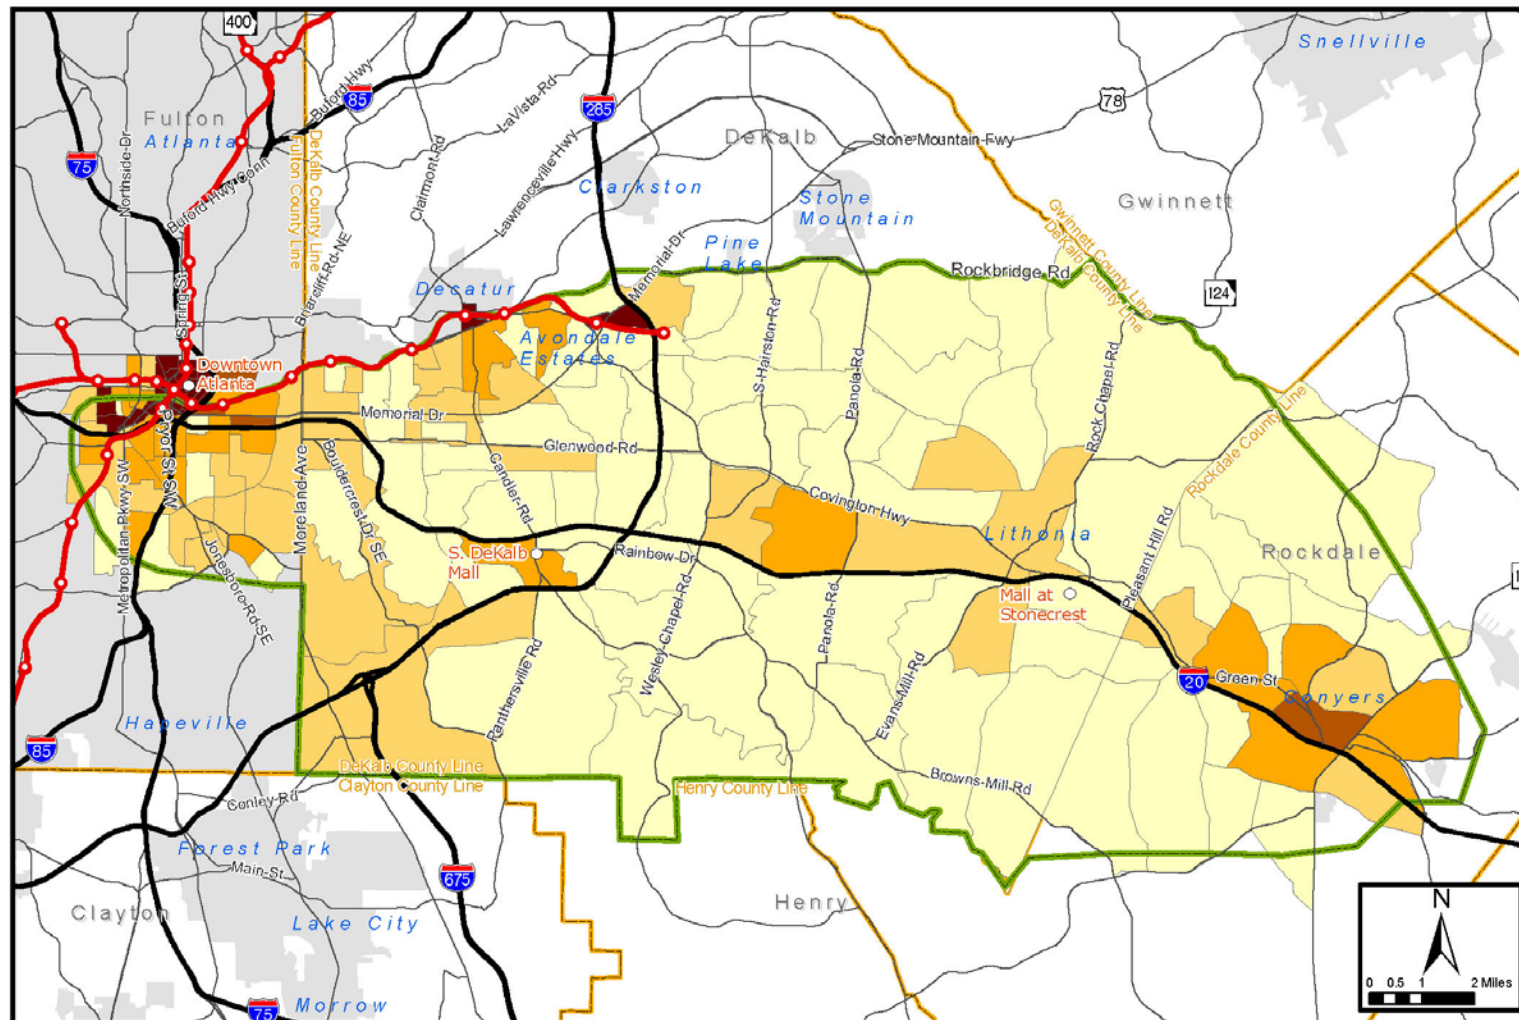 400
Snellville
Buford Hwy
85
285
78
LaVista-Rd
Fulton
Atlanta
DeKalb
Stone-Mountain-Fwy
75
Northside-Dr
DeKalb County Line
Fulton County Line
Clairmont-Rd
Lawrenceville-Hwy
Clarkston
Stone
Mountain
Gwinnett
Buford Hwy Conn
Gwinnett County Line
DeKalb County Line
Pine
Lake
Memorial-Dr
Briarcliff-Rd-NE
Rockbridge Rd
Decatur
124
Spring-St
Avondale
Estates
S-Hairston-Rd
Panola-Rd
Rock-Chapel-Rd
Downtown
Atlanta
Rockdale County Line
Memorial Dr
Pryor St SW
Glenwood-Rd
Metropolitan-Pkwy-SW
Moreland-Ave
Bouldercrest-Dr SE
Candler-Rd
Covington-Hwy
Lithonia
Rockdale
S. DeKalb
Mall
Rainbow-Dr
Pleasant-Hill Rd
Jonesboro-Rd-SE
Wesley-Chapel-Rd
Panola-Rd
Mall at
Stonecrest
Panthersville Rd
Evans-Mill-Rd
20
Green-St
Conyers
Hapeville
85
DeKalb County Line
Clayton County Line
Henry County Line
Browns-Mill-Rd
Conley-Rd
Forest Park
Main-St
675
Clayton
Lake City
Henry
N
0 0.5 1 2 Miles
Morrow
75